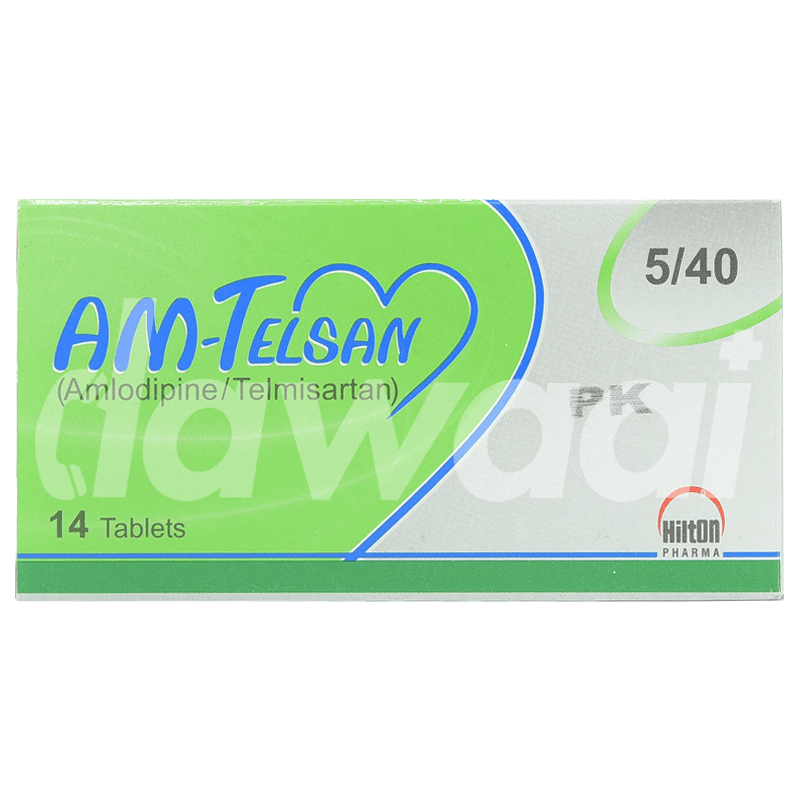 AM-TELSAN
(Amlodipine/Telmisartan)
14 Tablets
5/40
PK
HiltOn
PHARMA
dawaai